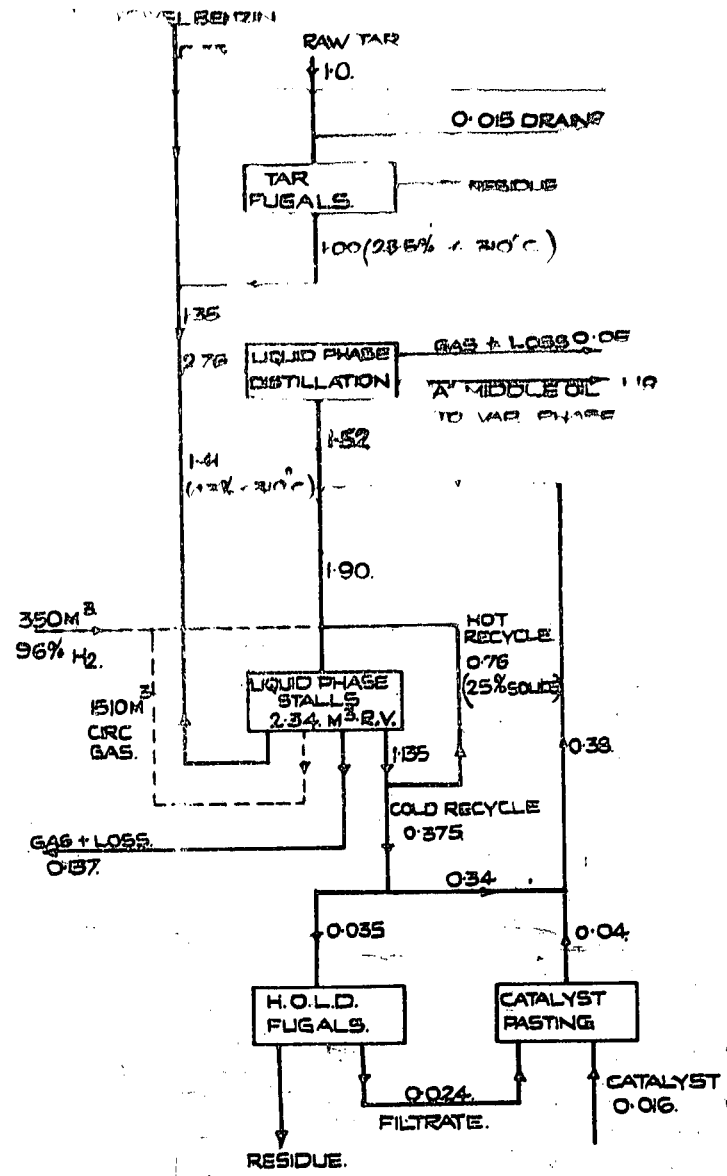 RAW TAR
1.0.
0.015 DRAIN?
TAR
FUGALS.
RESIDUE
1.00 (23.5%
1.35
2.76
LIQUID PHASE
DISTILLATION
GAS + LOSS 0.05
'A' MIDDLE OIL
TO VAP. PHASE
1.52
1.41
1.90.
350 M³
96% H₂.
HOT
RECYCLE
0.76
(25% SOLIDS)
LIQUID PHASE
STALLS
2.34. M³. R.V.
1510 M³
CIRC
GAS.
1.135
0.38.
COLD RECYCLE
0.375.
GAS + LOSS.
0.137.
0.34
0.035
0.04.
H.O.L.D.
FUGALS.
CATALYST
PASTING
0.024.
FILTRATE.
CATALYST
0.016.
RESIDUE.